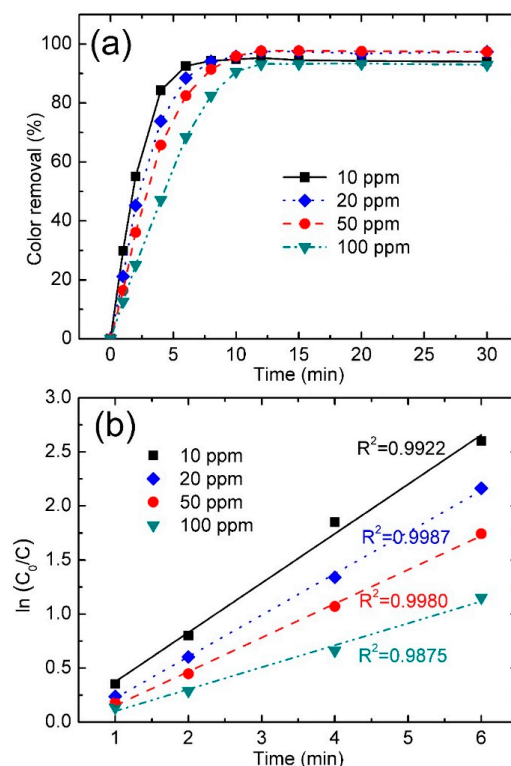 (a)
100
80
60
40
20
0
Color removal (%)
10 ppm
20 ppm
50 ppm
100 ppm
0 5 10 15 20 25 30
Time (min)
(b)
3.0
2.5
2.0
1.5
1.0
0.5
0.0
ln (C₀/C)
10 ppm
20 ppm
50 ppm
100 ppm
R²=0.9922
R²=0.9987
R²=0.9980
R²=0.9875
1 2 3 4 5 6
Time (min)